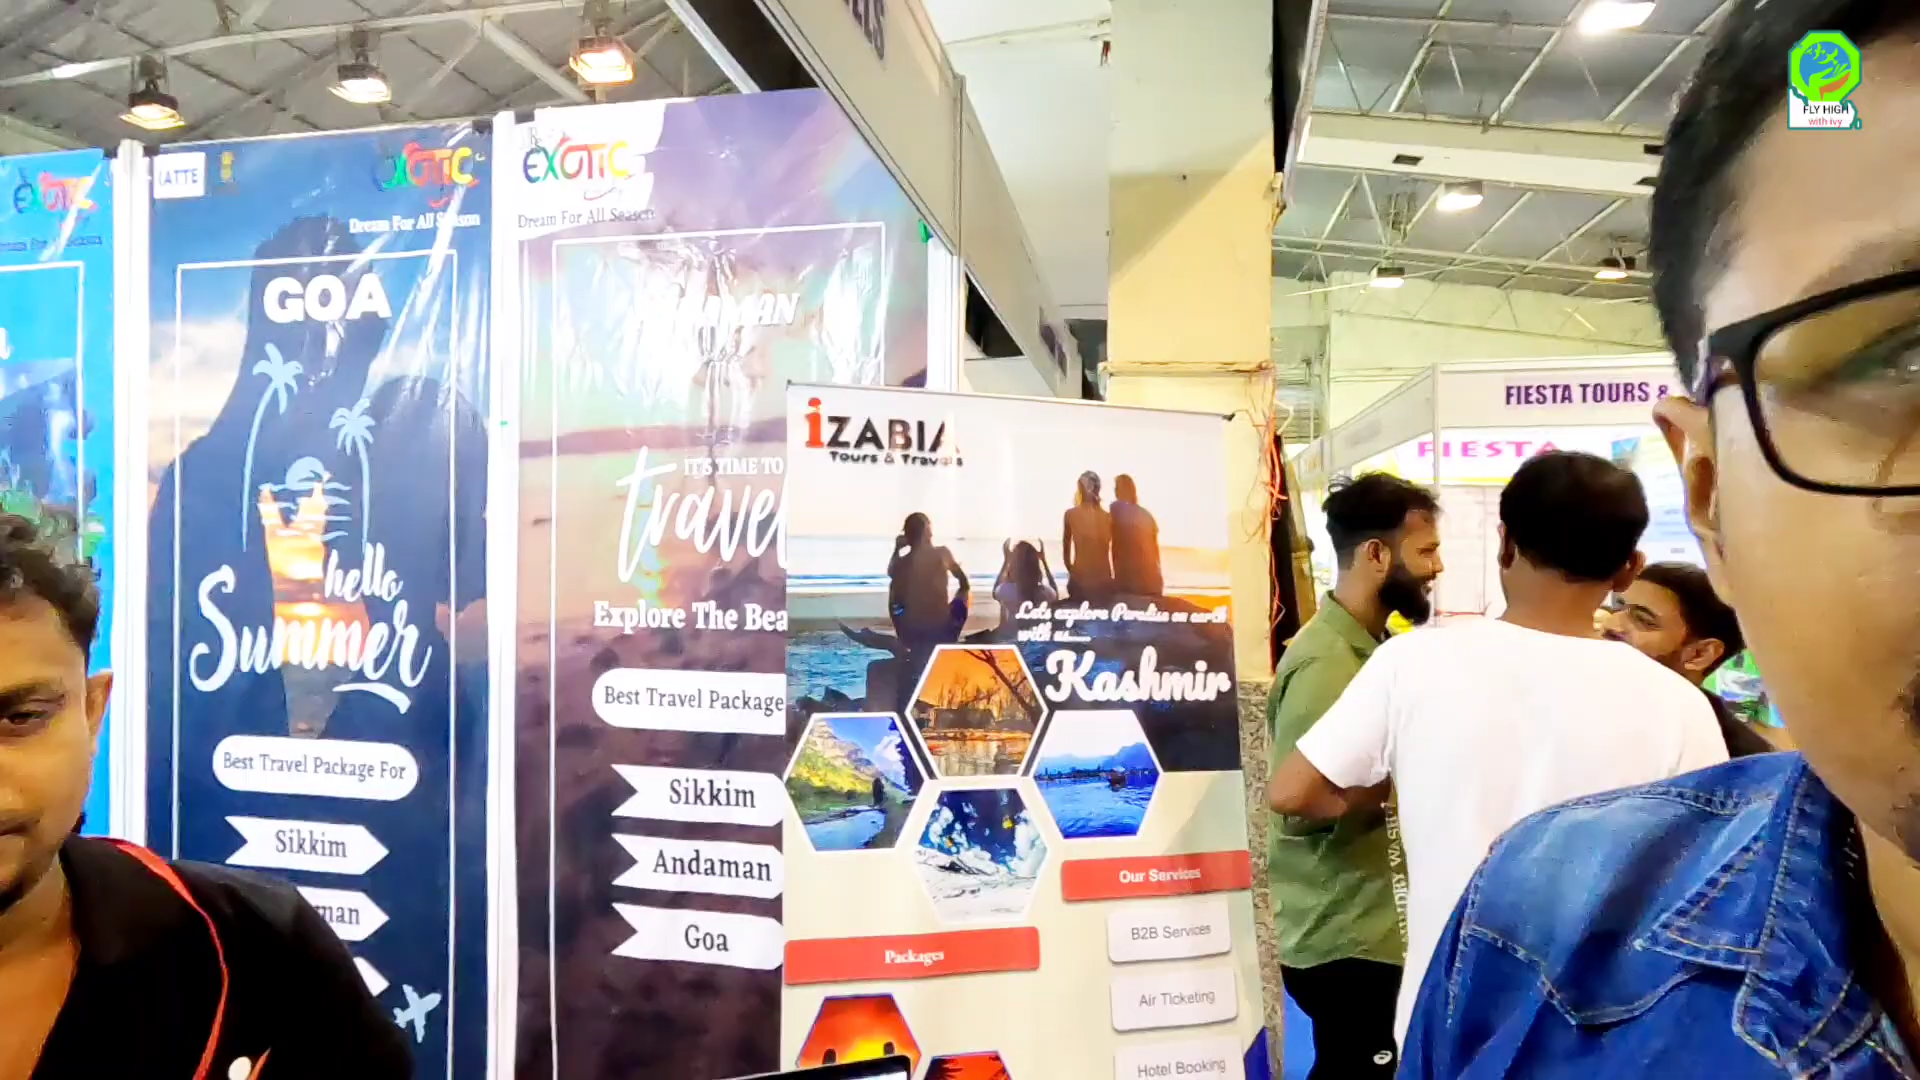 EXOTIC
LATTE
EXOTIC
Dream For All Season
GOA
hello
Summer
Best Travel Package For
Sikkim
EXOTIC
Dream For All Season
IT'S TIME TO
travel
Explore The Bea
Best Travel Package
Sikkim
Andaman
Goa
iZABIA
Tours & Travels
Lets explore Paradise on earth
with us.....
Kashmir
Our Services
B2B Services
Air Ticketing
Hotel Booking
Packages
FIESTA TOURS &
FIESTA
FLY HIGH
with ivy